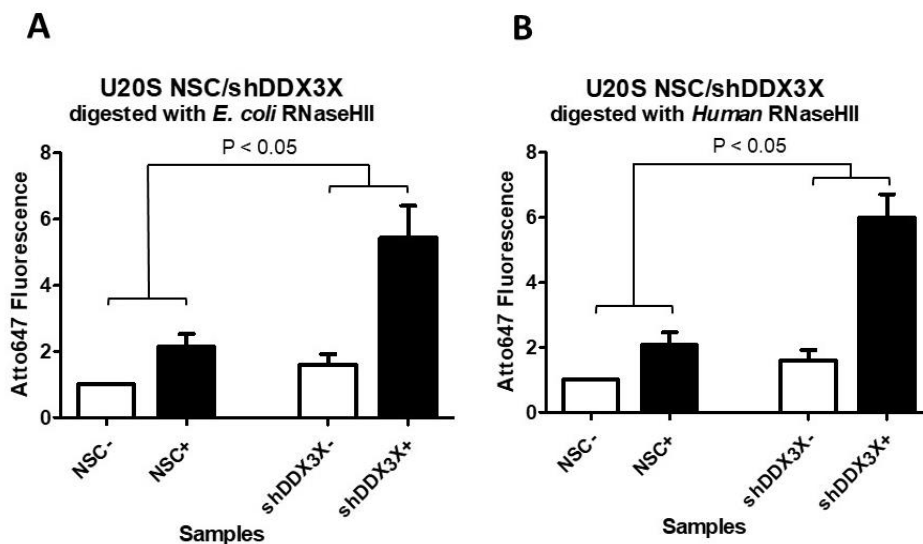 A
U20S NSC/shDDX3X
digested with E. coli RNaseHII
P < 0.05
Atto647 Fluorescence
8
6
4
2
0
NSC-
NSC+
shDDX3X-
shDDX3X+
Samples
B
U20S NSC/shDDX3X
digested with Human RNaseHII
P < 0.05
Atto647 Fluorescence
8
6
4
2
0
NSC-
NSC+
shDDX3X-
shDDX3X+
Samples